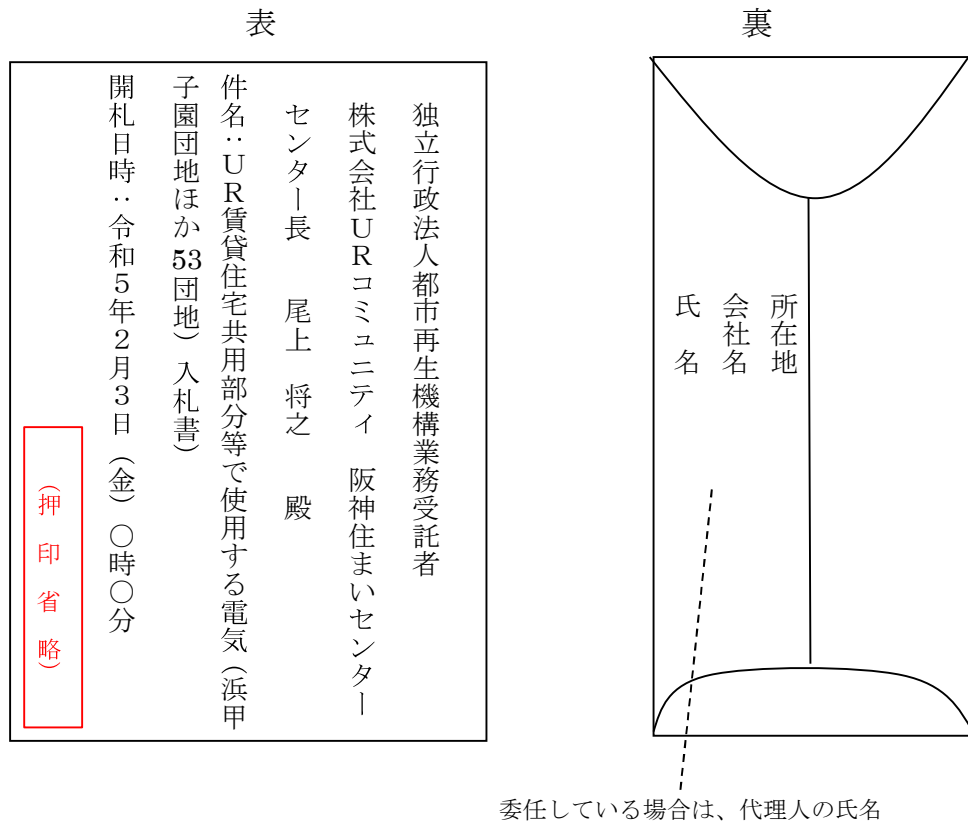 表
独立行政法人都市再生機構業務受託者
株式会社ＵＲコミュニティ　阪神住まいセンター
センター長　　尾上　将之　　殿
件名：ＵＲ賃貸住宅共用部分等で使用する電気（浜甲
子園団地ほか53団地）入札書）
開札日時：令和５年２月３日（金）〇時〇分
（押印省略）
裏
所在地
会社名
氏　名
委任している場合は、代理人の氏名